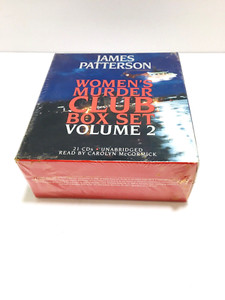 JAMES
PATTERSON
WOMEN'S
MURDER
CLUB
BOX SET
VOLUME 2
21 CDs • UNABRIDGED
READ BY CAROLYN McCORMICK